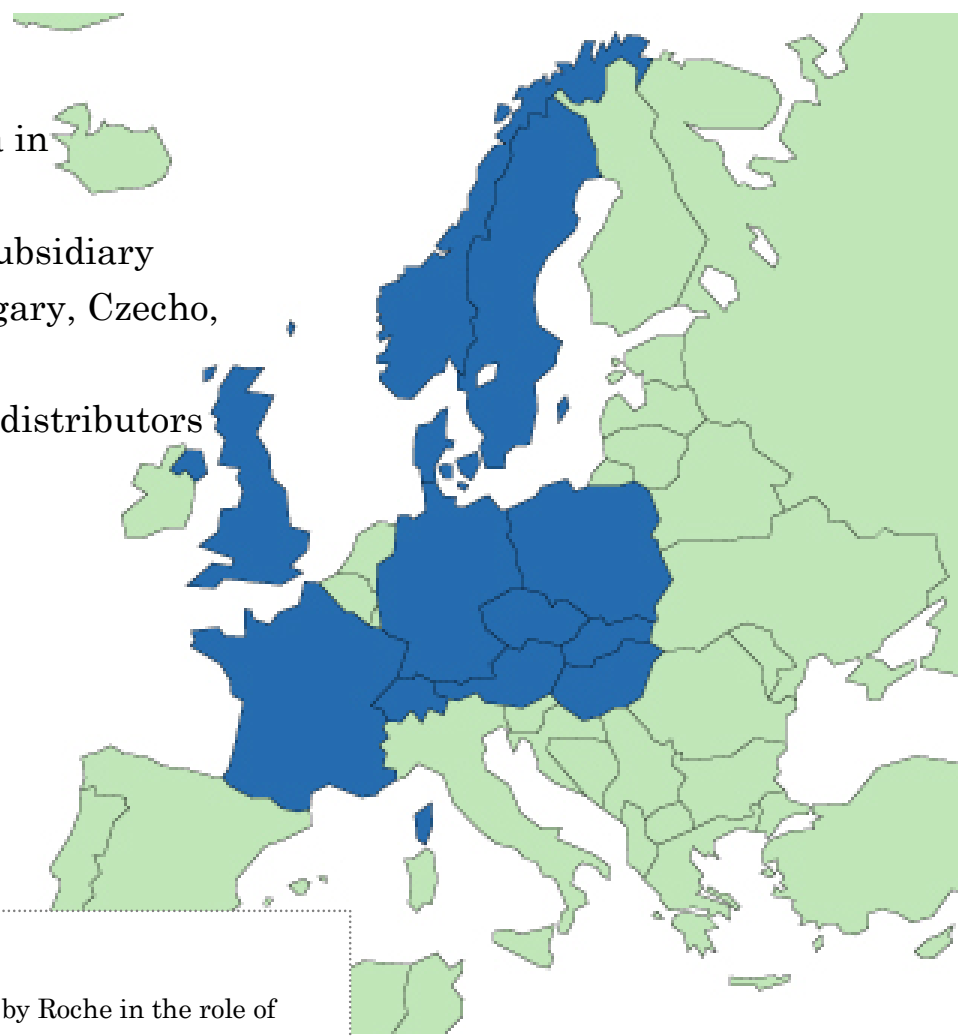 in
ubsidiary
gary, Czecho,
distributors
by Roche in the role of